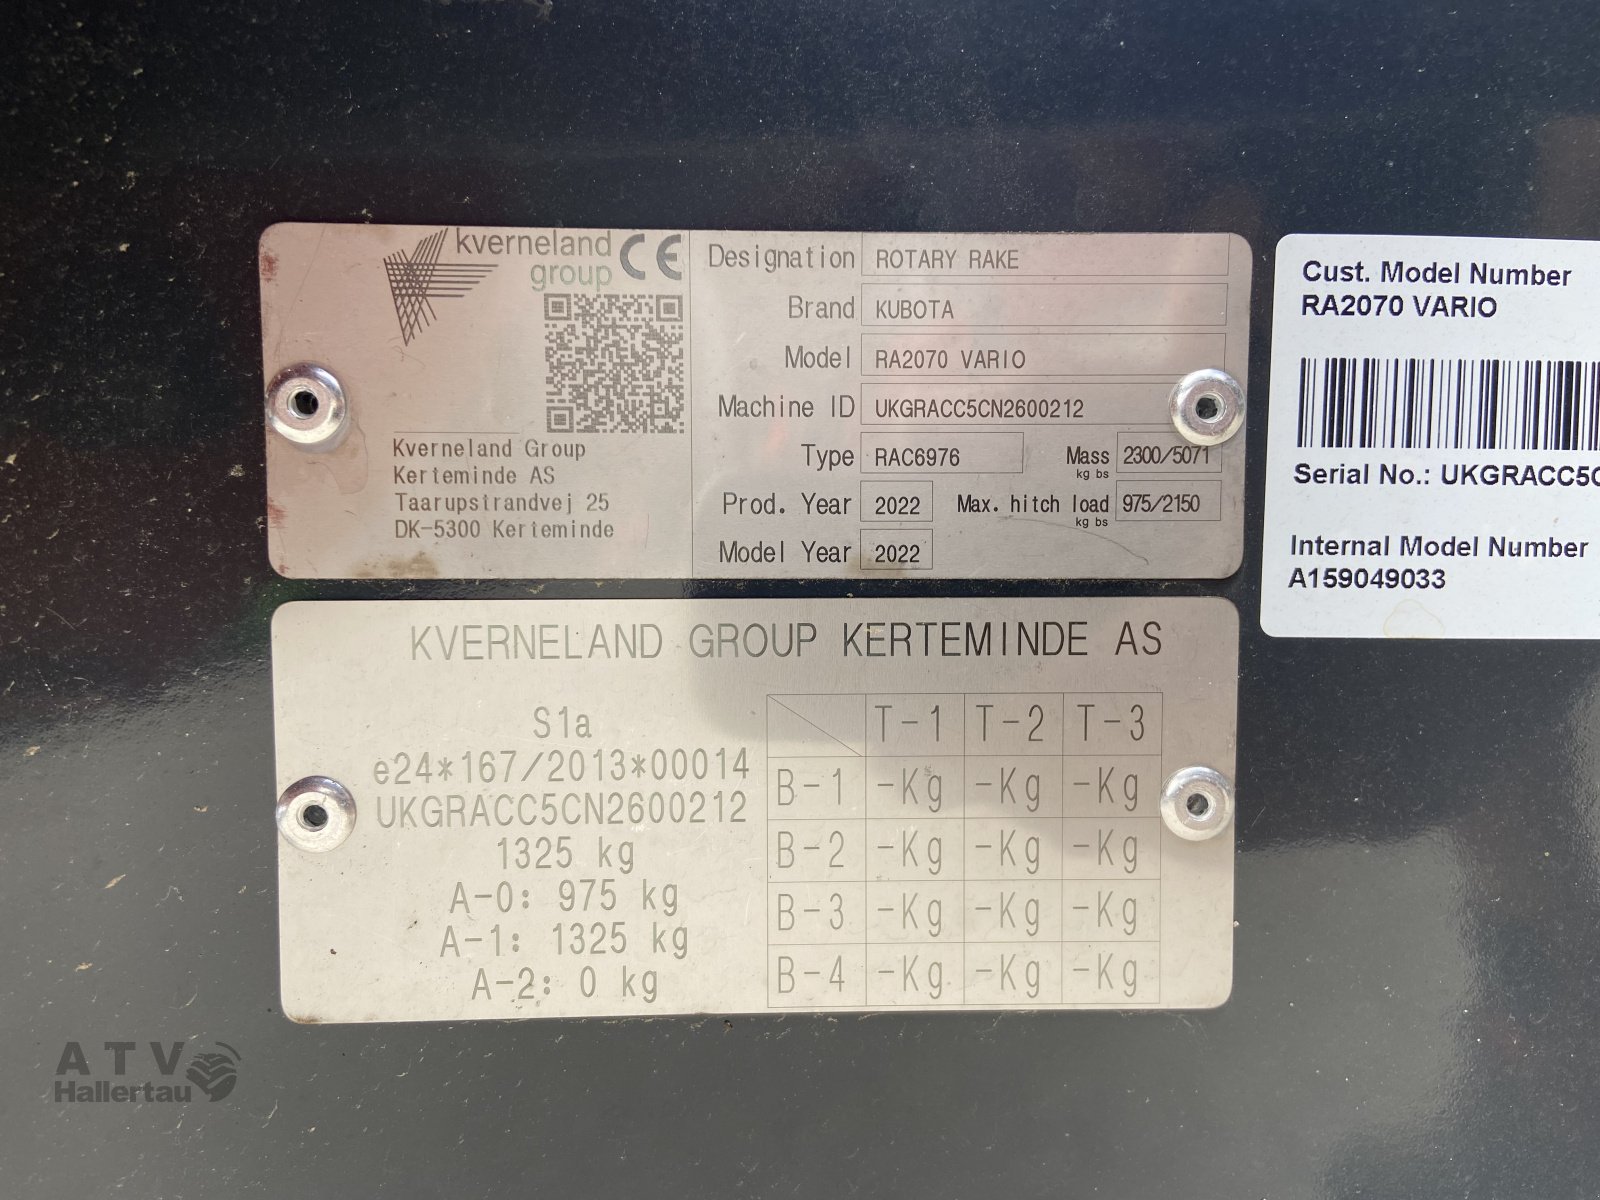 kverneland
group
CE
Kverneland Group
Kerteminde AS
Taarupstrandvej 25
DK-5300 Kerteminde
Designation ROTARY RAKE
Brand KUBOTA
Model RA2070 VARIO
Machine ID UKGRACC5CN2600212
Type RAC6976 Mass kg bs 2300/5071
Prod. Year 2022 Max. hitch load kg bs 975/2150
Model Year 2022
Cust. Model Number
RA2070 VARIO
Serial No.: UKGRACC5C
Internal Model Number
A159049033
KVERNELAND GROUP KERTEMINDE AS
S1a
e24*167/2013*00014
UKGRACC5CN2600212
1325 kg
A-0: 975 kg
A-1: 1325 kg
A-2: 0 kg
T-1 T-2 T-3
B-1 -Kg -Kg -Kg
B-2 -Kg -Kg -Kg
B-3 -Kg -Kg -Kg
B-4 -Kg -Kg -Kg
ATV
Hallertau